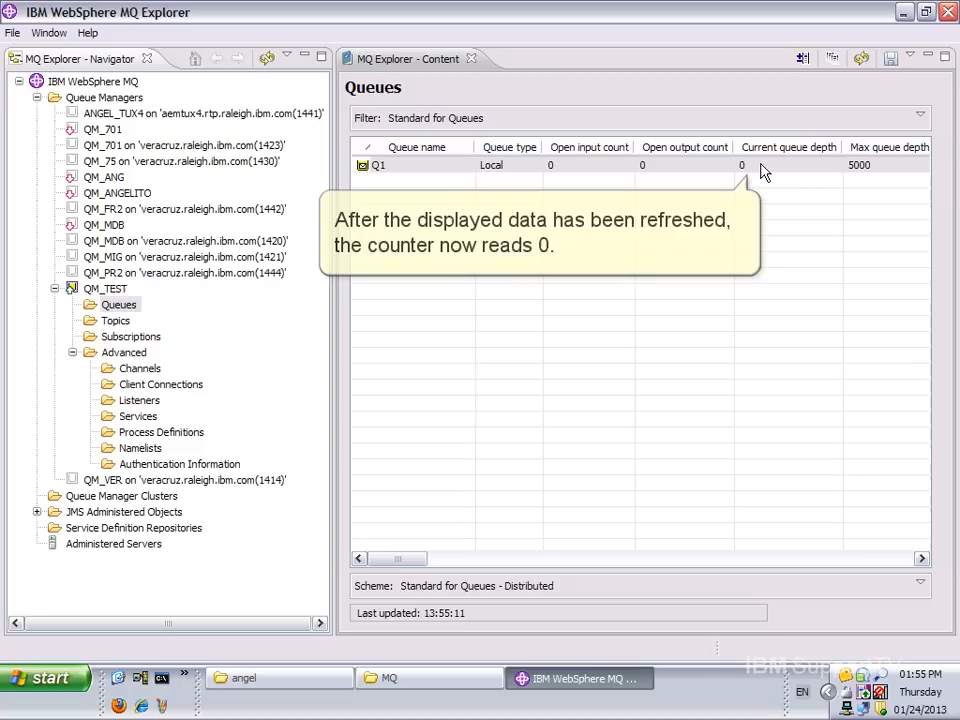 IBM WebSphere MQ Explorer
File Window Help
MQ Explorer - Navigator
IBM WebSphere MQ
Queue Managers
ANGEL_TUX4 on 'aemtux4.rtp.raleigh.ibm.com(1441)'
QM_701
QM_701 on 'veracruz.raleigh.ibm.com(1423)'
QM_75 on 'veracruz.raleigh.ibm.com(1430)'
QM_ANG
QM_ANGELITO
QM_FR2 on 'veracruz.raleigh.ibm.com(1442)'
QM_MDB
QM_MDB on 'veracruz.raleigh.ibm.com(1420)'
QM_MIG on 'veracruz.raleigh.ibm.com(1421)'
QM_PR2 on 'veracruz.raleigh.ibm.com(1444)'
QM_TEST
Queues
Topics
Subscriptions
Advanced
Channels
Client Connections
Listeners
Services
Process Definitions
Namelists
Authentication Information
QM_VER on 'veracruz.raleigh.ibm.com(1414)'
Queue Manager Clusters
JMS Administered Objects
Service Definition Repositories
Administered Servers
MQ Explorer - Content
Queues
Filter: Standard for Queues
Queue name Queue type Open input count Open output count Current queue depth Max queue depth
Q1 Local 0 0 0 5000
After the displayed data has been refreshed,
the counter now reads 0.
Scheme: Standard for Queues - Distributed
Last updated: 13:55:11
start angel MQ IBM WebSphere MQ ... EN
01:55 PM
Thursday
01/24/2013